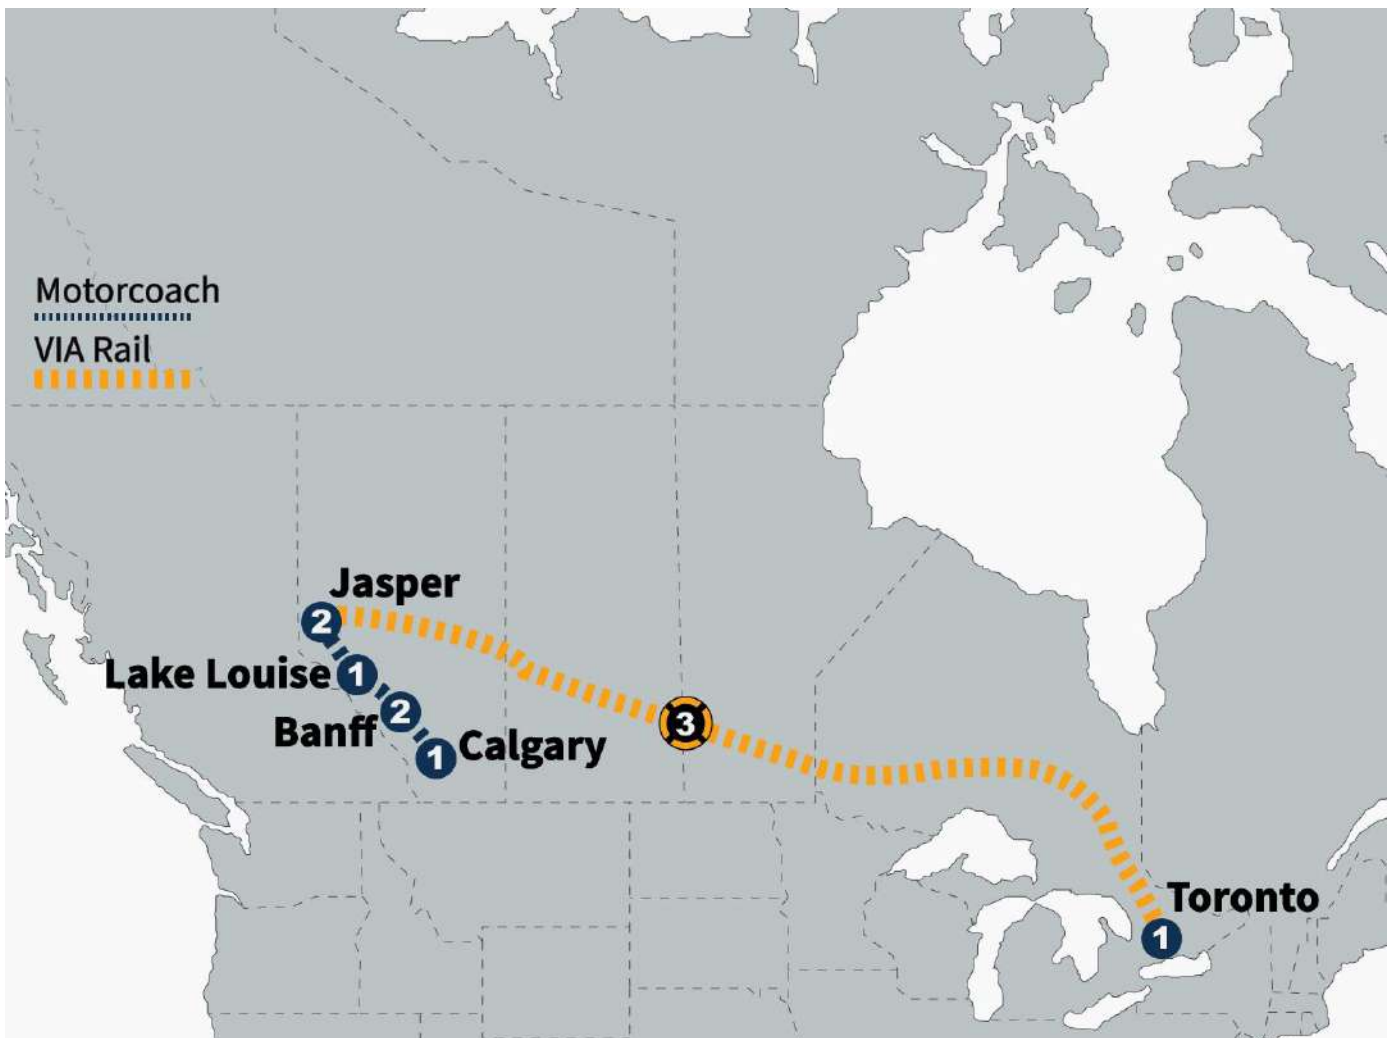 Motorcoach
VIA Rail
Jasper
2
Lake Louise
1
2
Banff
Calgary
1
3
Toronto
1